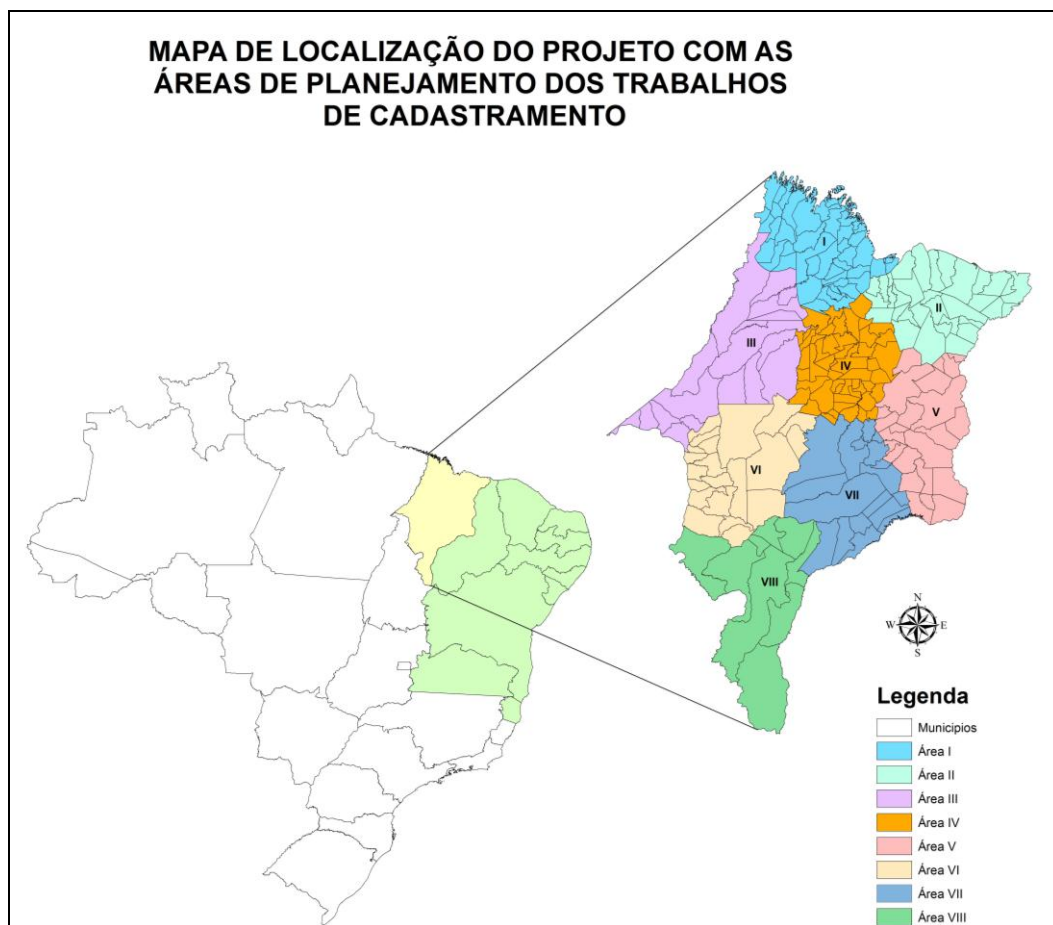 MAPA DE LOCALIZAÇÃO DO PROJETO COM AS
ÁREAS DE PLANEJAMENTO DOS TRABALHOS
DE CADASTRAMENTO
I
II
III
IV
V
VI
VII
VIII
N
W E
S
Legenda
Municipios
Área I
Área II
Área III
Área IV
Área V
Área VI
Área VII
Área VIII